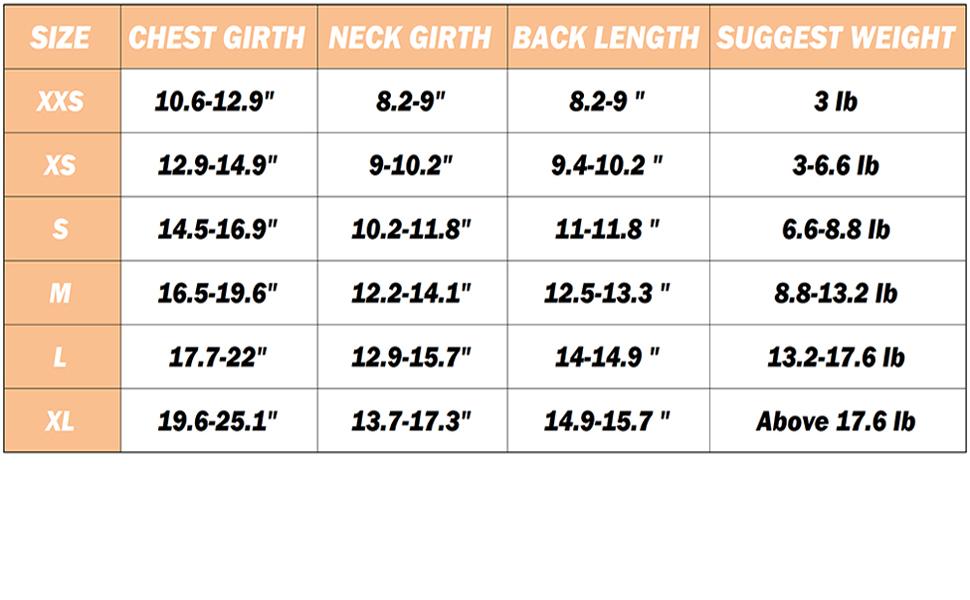 SIZE CHEST GIRTH NECK GIRTH BACK LENGTH SUGGEST WEIGHT
XXS 10.6-12.9" 8.2-9" 8.2-9 " 3 lb
XS 12.9-14.9" 9-10.2" 9.4-10.2 " 3-6.6 lb
S 14.5-16.9" 10.2-11.8" 11-11.8 " 6.6-8.8 lb
M 16.5-19.6" 12.2-14.1" 12.5-13.3 " 8.8-13.2 lb
L 17.7-22" 12.9-15.7" 14-14.9 " 13.2-17.6 lb
XL 19.6-25.1" 13.7-17.3" 14.9-15.7 " Above 17.6 lb